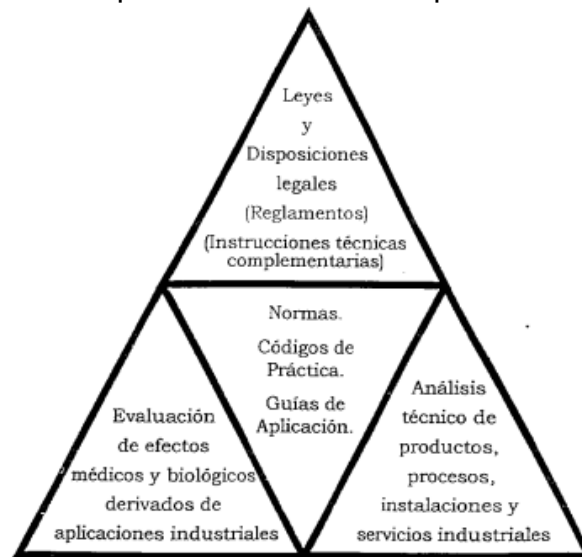 Leyes
y
Disposiciones
legales
(Reglamentos)
(Instrucciones técnicas
complementarias)
Normas.
Códigos de
Práctica.
Guías de
Aplicación.
Evaluación
de efectos
médicos y biológicos
derivados de
aplicaciones industriales
Análisis
técnico de
productos,
procesos,
instalaciones y
servicios industriales